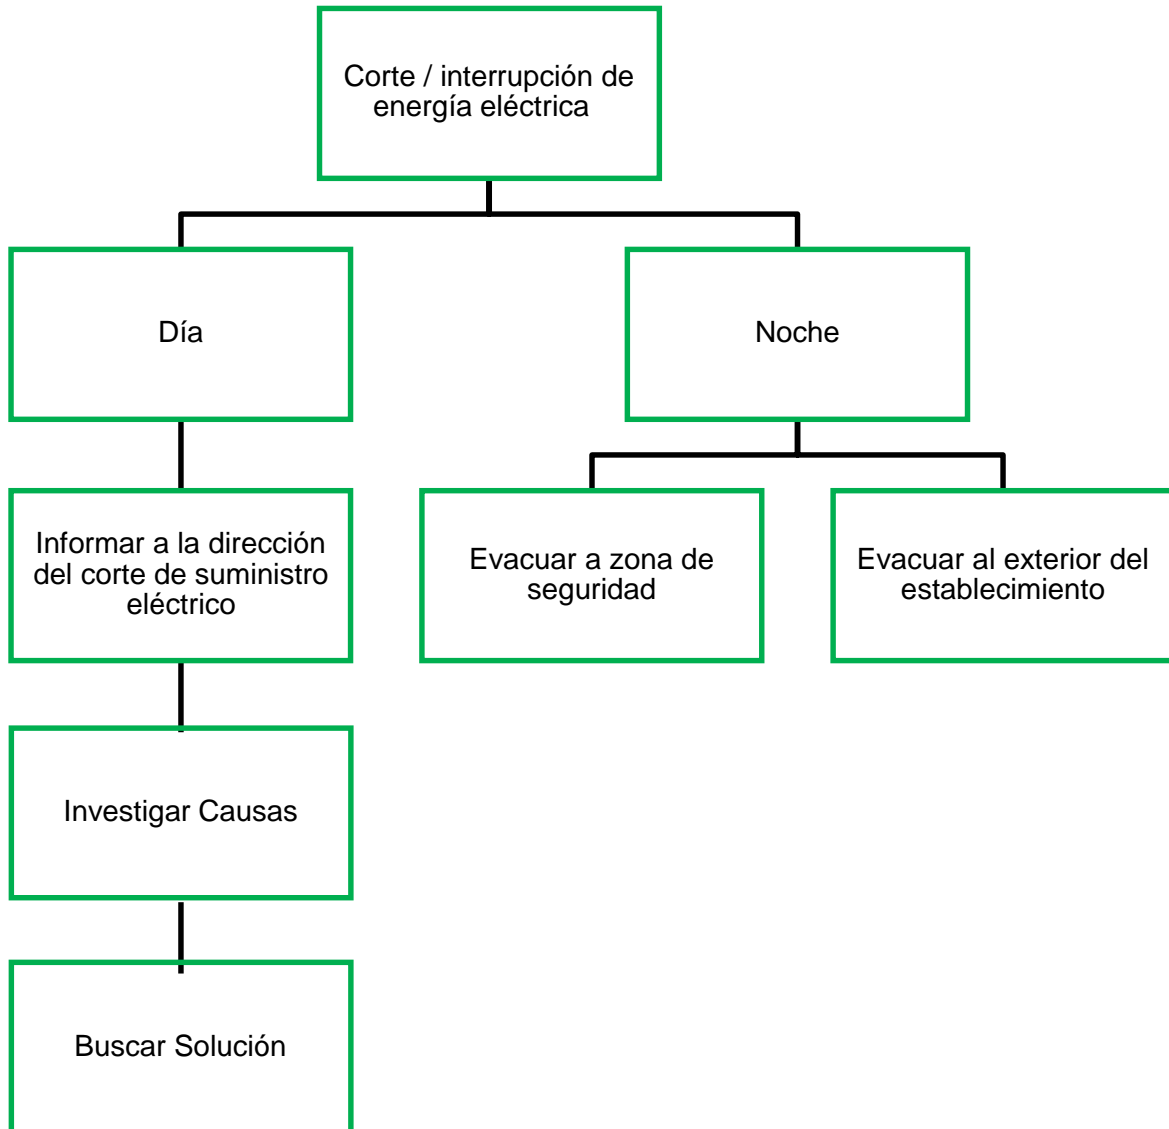 Corte / interrupción de
energía eléctrica
Día
Noche
Informar a la dirección
del corte de suministro
eléctrico
Evacuar a zona de
seguridad
Evacuar al exterior del
establecimiento
Investigar Causas
Buscar Solución